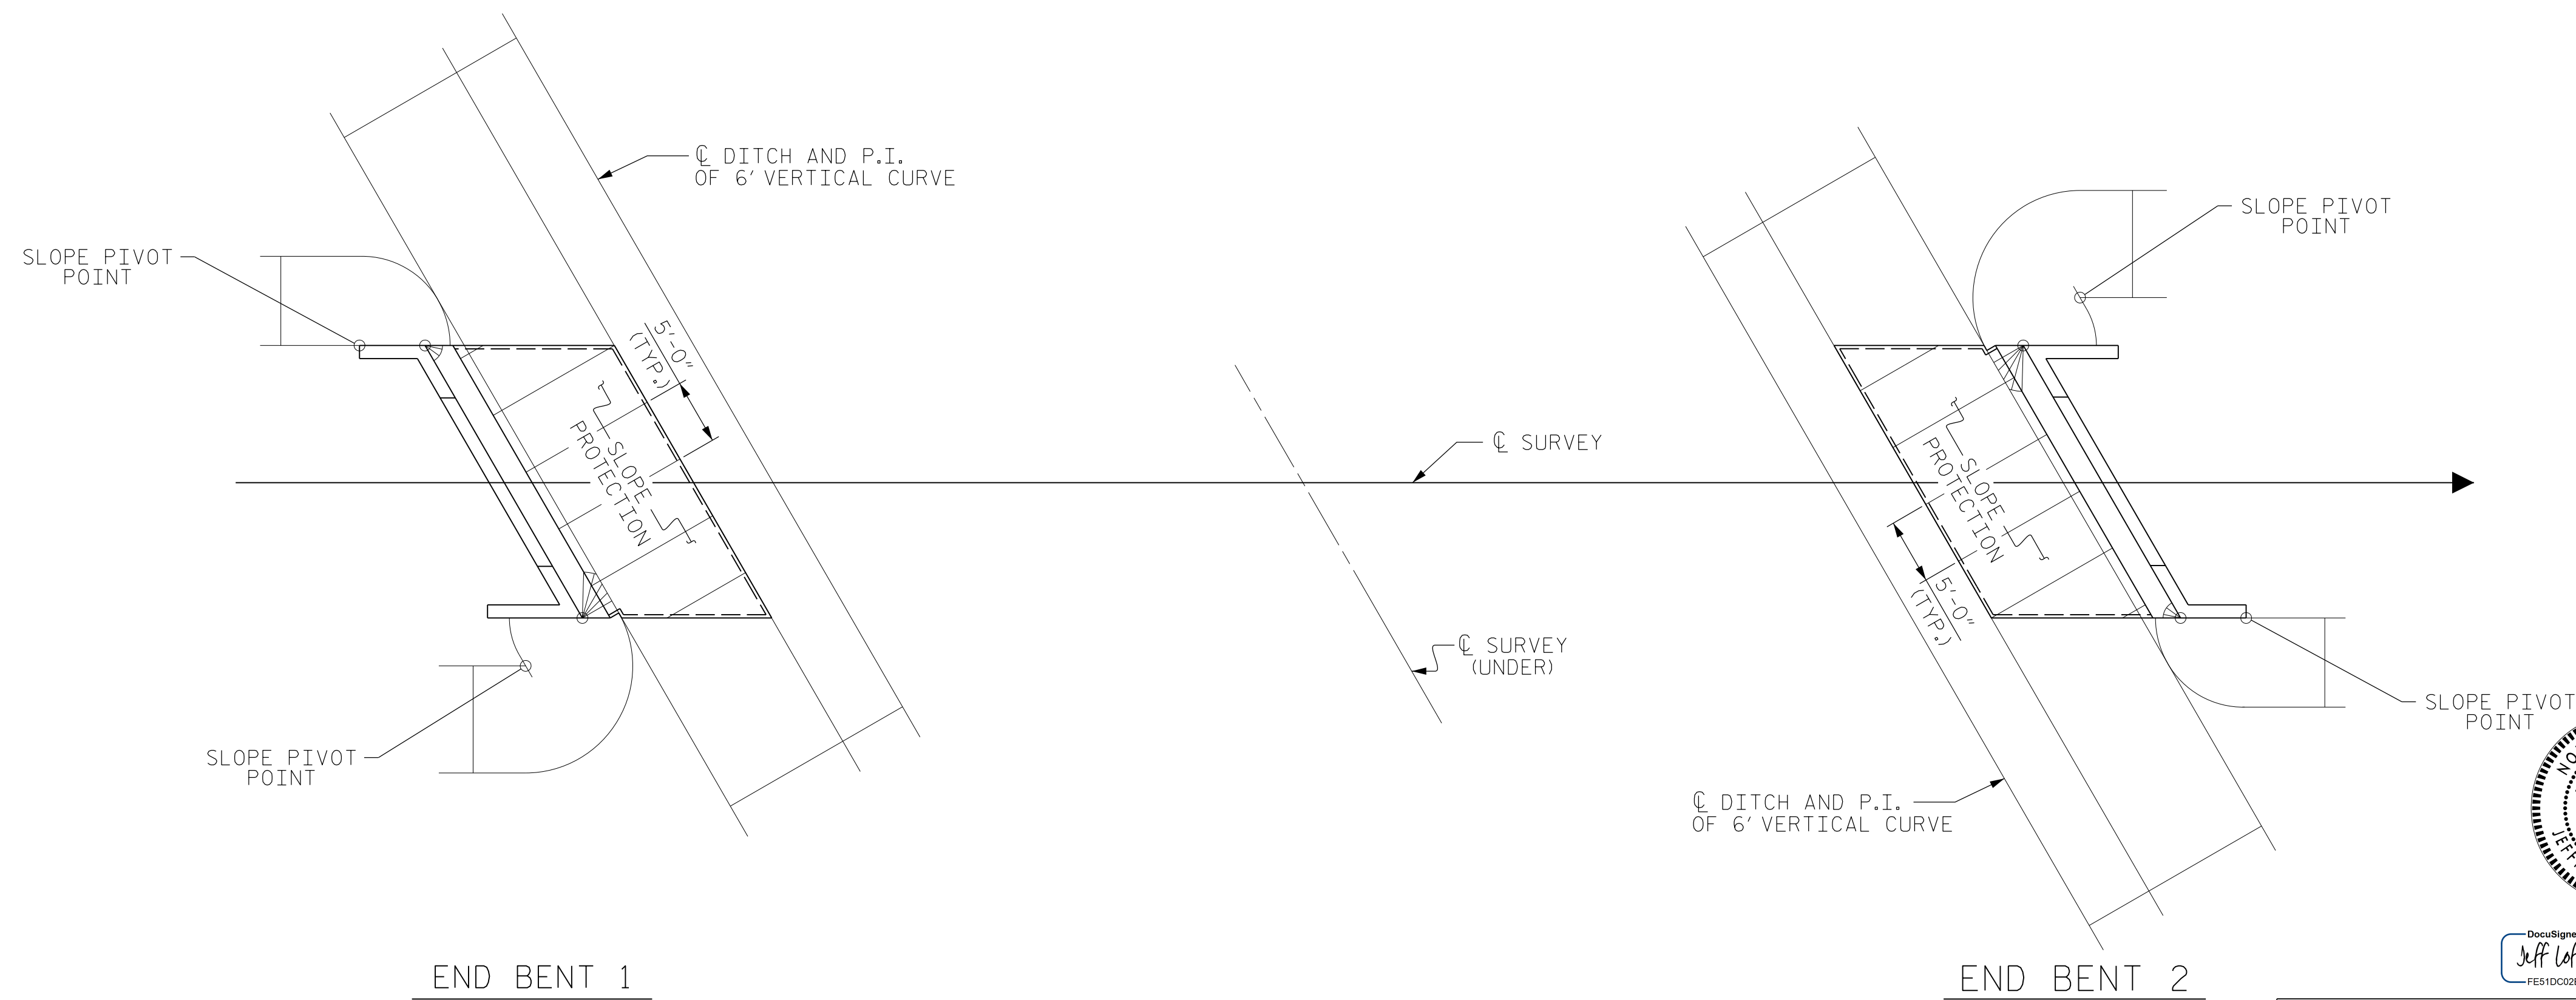 ℄ DITCH AND P.I.
OF 6' VERTICAL CURVE
SLOPE PIVOT
POINT
SLOPE PIVOT
POINT
5'-0"
(TYP.)
SLOPE
PROTECTION
℄ SURVEY
SLOPE
PROTECTION
5'-0"
(TYP.)
℄ SURVEY
(UNDER)
SLOPE PIVOT
POINT
SLOPE PIVOT
POINT
℄ DITCH AND P.I.
OF 6' VERTICAL CURVE
END BENT 1
END BENT 2